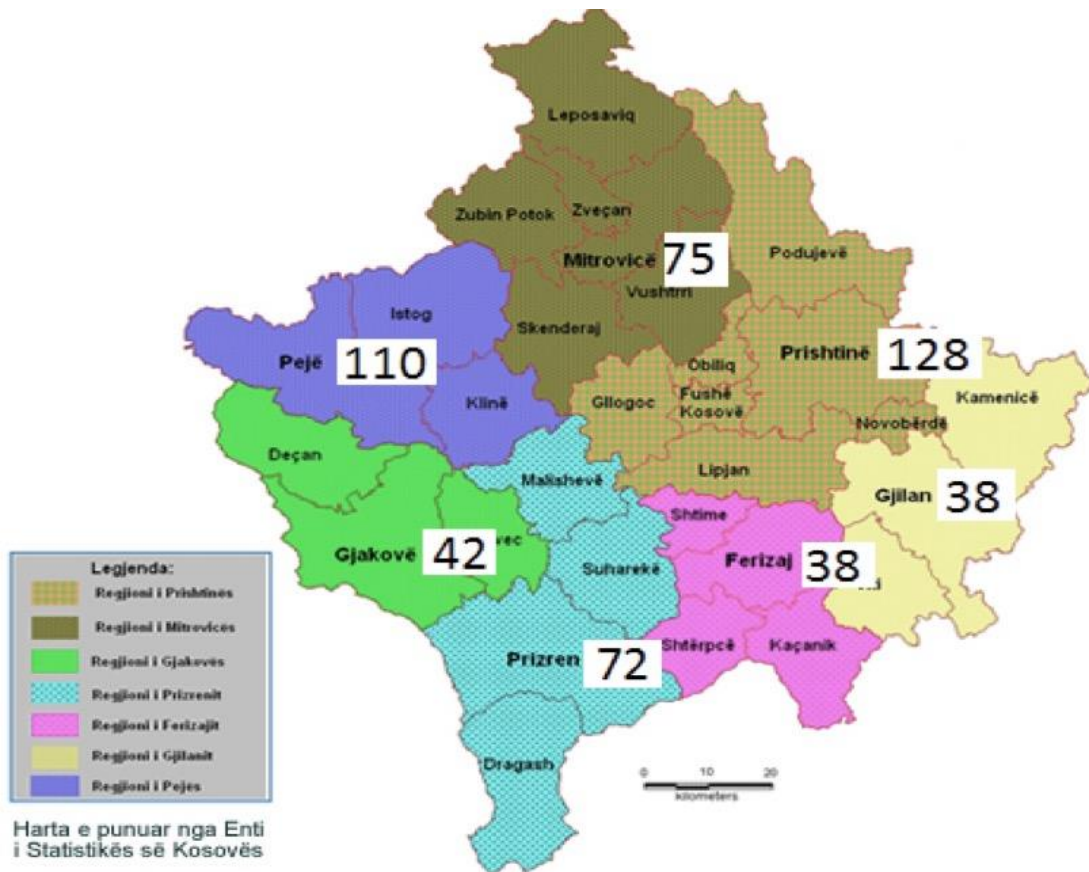 Leposaviq
Zubin Potok
Zveçan
Mitrovicë 75
Podujevë
Vushtrri
Istog
Skenderaj
Pejë 110
Obiliq
Prishtinë 128
Klinë
Gllogoc
Fushë
Kosovë
Kamenicë
Novobërdë
Deçan
Malishevë
Lipjan
Gjilan 38
Shtime
Gjakovë 42
Suharekë
Ferizaj 38
Prizren 72
Shtërpcë
Kaçanik
Dragash
Legjenda:
Regjioni i Prishtinës
Regjioni i Mitrovicës
Regjioni i Gjakovës
Regjioni i Prizrenit
Regjioni i Ferizajit
Regjioni i Gjilanit
Regjioni i Pejës
0 10 20
kilometers
Harta e punuar nga Enti
i Statistikës së Kosovës